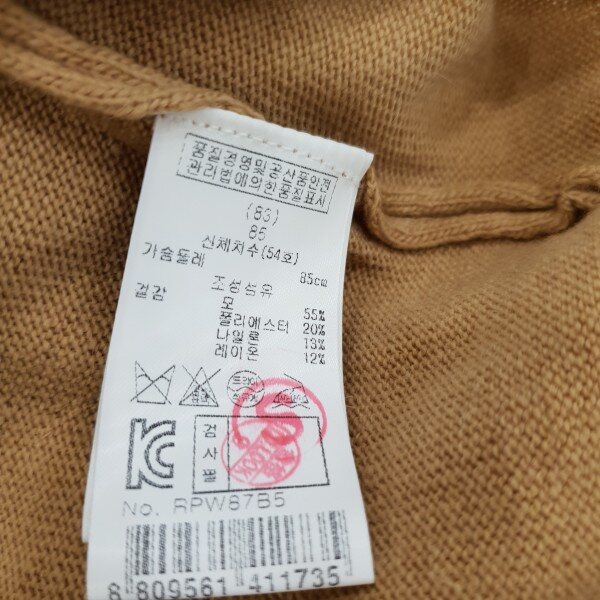 품질경영및공산품안전
관리법에의한품질표시
(83)
85
신체치수(54호)
가슴둘레 85cm
겉감 조성섬유
모 55%
폴리에스터 20%
나일론 13%
레이온 12%
드라이
검사필
No. RPW87B5
8 809561 411735